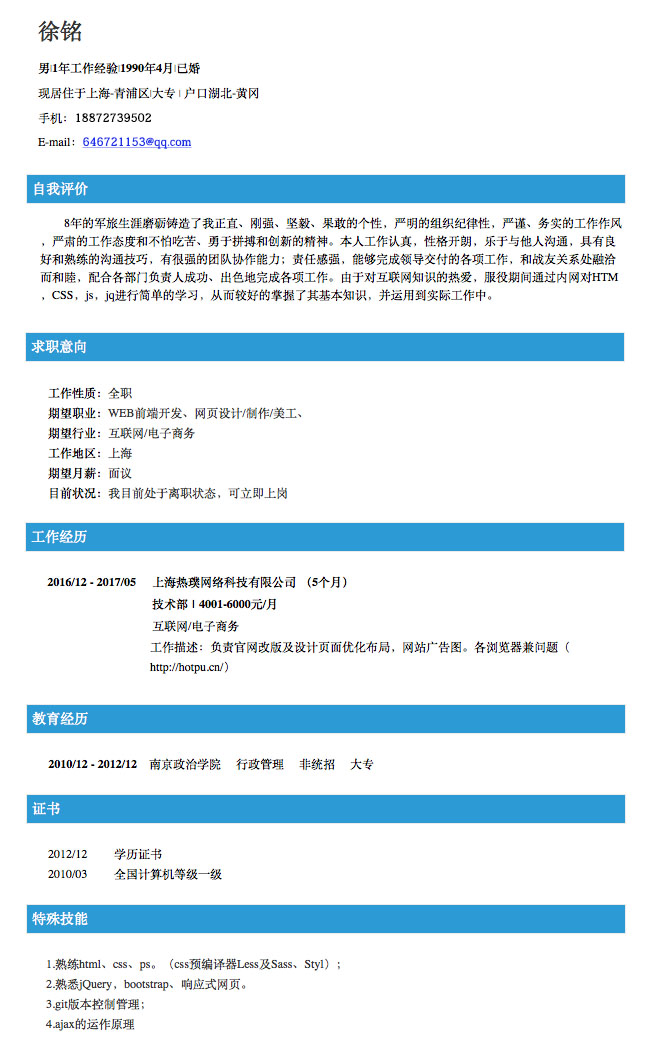 徐铭
男|1年工作经验|1990年4月|已婚
现居住于上海-青浦区|大专 | 户口湖北-黄冈
手机：18872739502
E-mail：646721153@qq.com
自我评价
8年的军旅生涯磨砺铸造了我正直、刚强、坚毅、果敢的个性，严明的组织纪律性，严谨、务实的工作作风
，严肃的工作态度和不怕吃苦、勇于拼搏和创新的精神。本人工作认真，性格开朗，乐于与他人沟通，具有良
好和熟练的沟通技巧，有很强的团队协作能力；责任感强，能够完成领导交付的各项工作，和战友关系处融洽
而和睦，配合各部门负责人成功、出色地完成各项工作。由于对互联网知识的热爱，服役期间通过内网对HTM
，CSS，js，jq进行简单的学习，从而较好的掌握了其基本知识，并运用到实际工作中。
求职意向
工作性质：全职
期望职业：WEB前端开发、网页设计/制作/美工、
期望行业：互联网/电子商务
工作地区：上海
期望月薪：面议
目前状况：我目前处于离职状态，可立即上岗
工作经历
2016/12 - 2017/05 上海热璞网络科技有限公司 （5个月）
技术部 | 4001-6000元/月
互联网/电子商务
工作描述：负责官网改版及设计页面优化布局，网站广告图。各浏览器兼问题（
http://hotpu.cn/）
教育经历
2010/12 - 2012/12 南京政治学院 行政管理 非统招 大专
证书
2012/12 学历证书
2010/03 全国计算机等级一级
特殊技能
1.熟练html、css、ps。（css预编译器Less及Sass、Styl）；
2.熟悉jQuery，bootstrap、响应式网页。
3.git版本控制管理；
4.ajax的运作原理